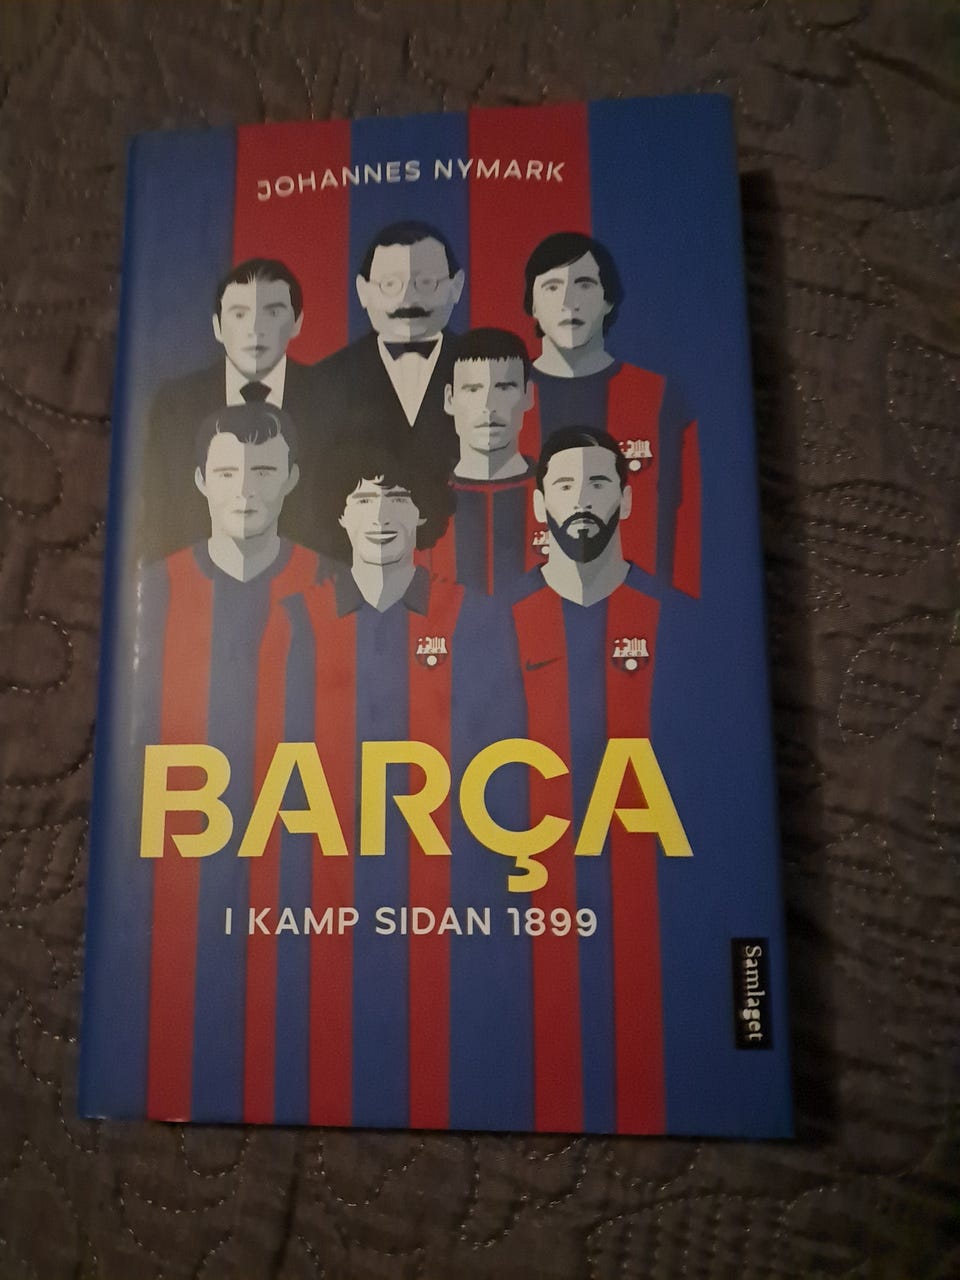 JOHANNES NYMARK
F.C.B
F.C.B
F.C.B
BARÇA
I KAMP SIDAN 1899
Samlaget